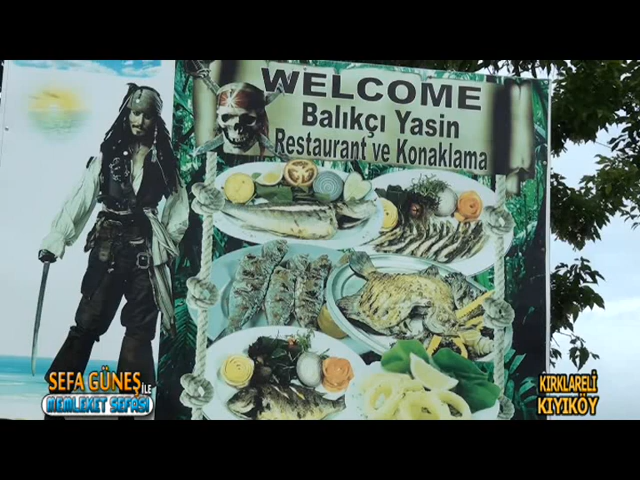 WELCOME
Balıkçı Yasin
Restaurant ve Konaklama
SEFA GÜNEŞ İLE
MEMLEKET SEFASI
KIRKLARELİ
KIYIKÖY